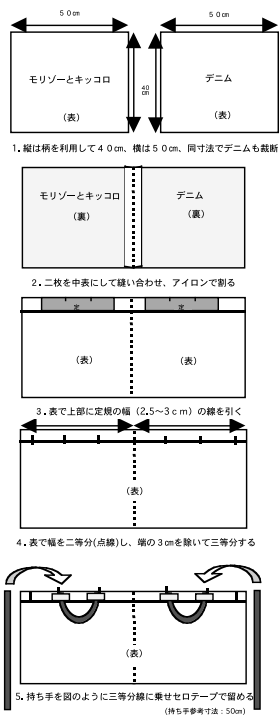 ５０㎝ ５０㎝
モリゾーとキッコロ デニム
（表） 40㎝ （表）
1．縦は柄を利用して４０㎝、横は５０㎝、同寸法でデニムも裁断
モリゾーとキッコロ デニム
（裏） （裏）
2．二枚を中表にして縫い合わせ、アイロンで割る
定 定
（表） （表）
3．表で上部に定規の幅（2.5～3ｃｍ）の線を引く
（表）
4．表で幅を二等分(点線)し、端の３㎝を除いて三等分する
（表）
5．持ち手を図のように三等分線に乗せセロテープで留める
(持ち手参考寸法：50㎝)